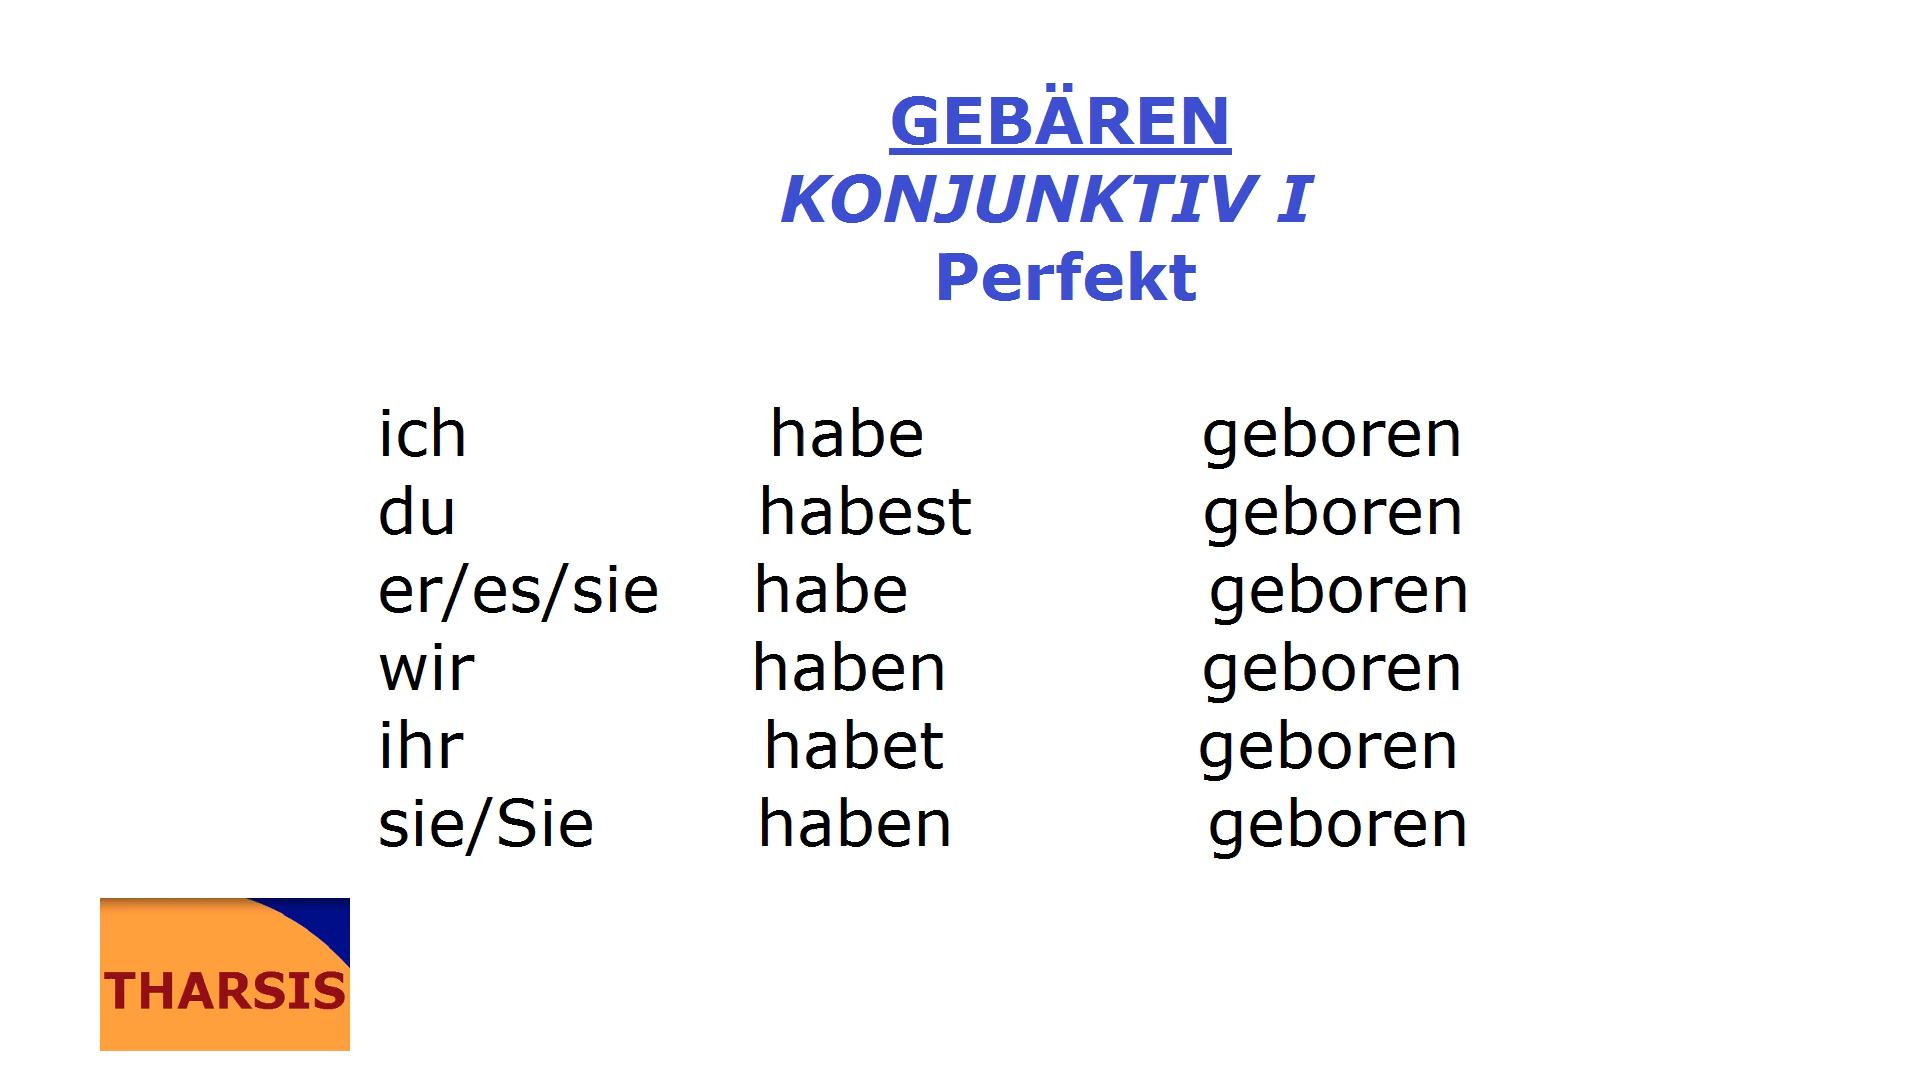 GEBÄREN
KONJUNKTIV I
Perfekt
ich habe geboren
du habest geboren
er/es/sie habe geboren
wir haben geboren
ihr habet geboren
sie/Sie haben geboren
THARSIS